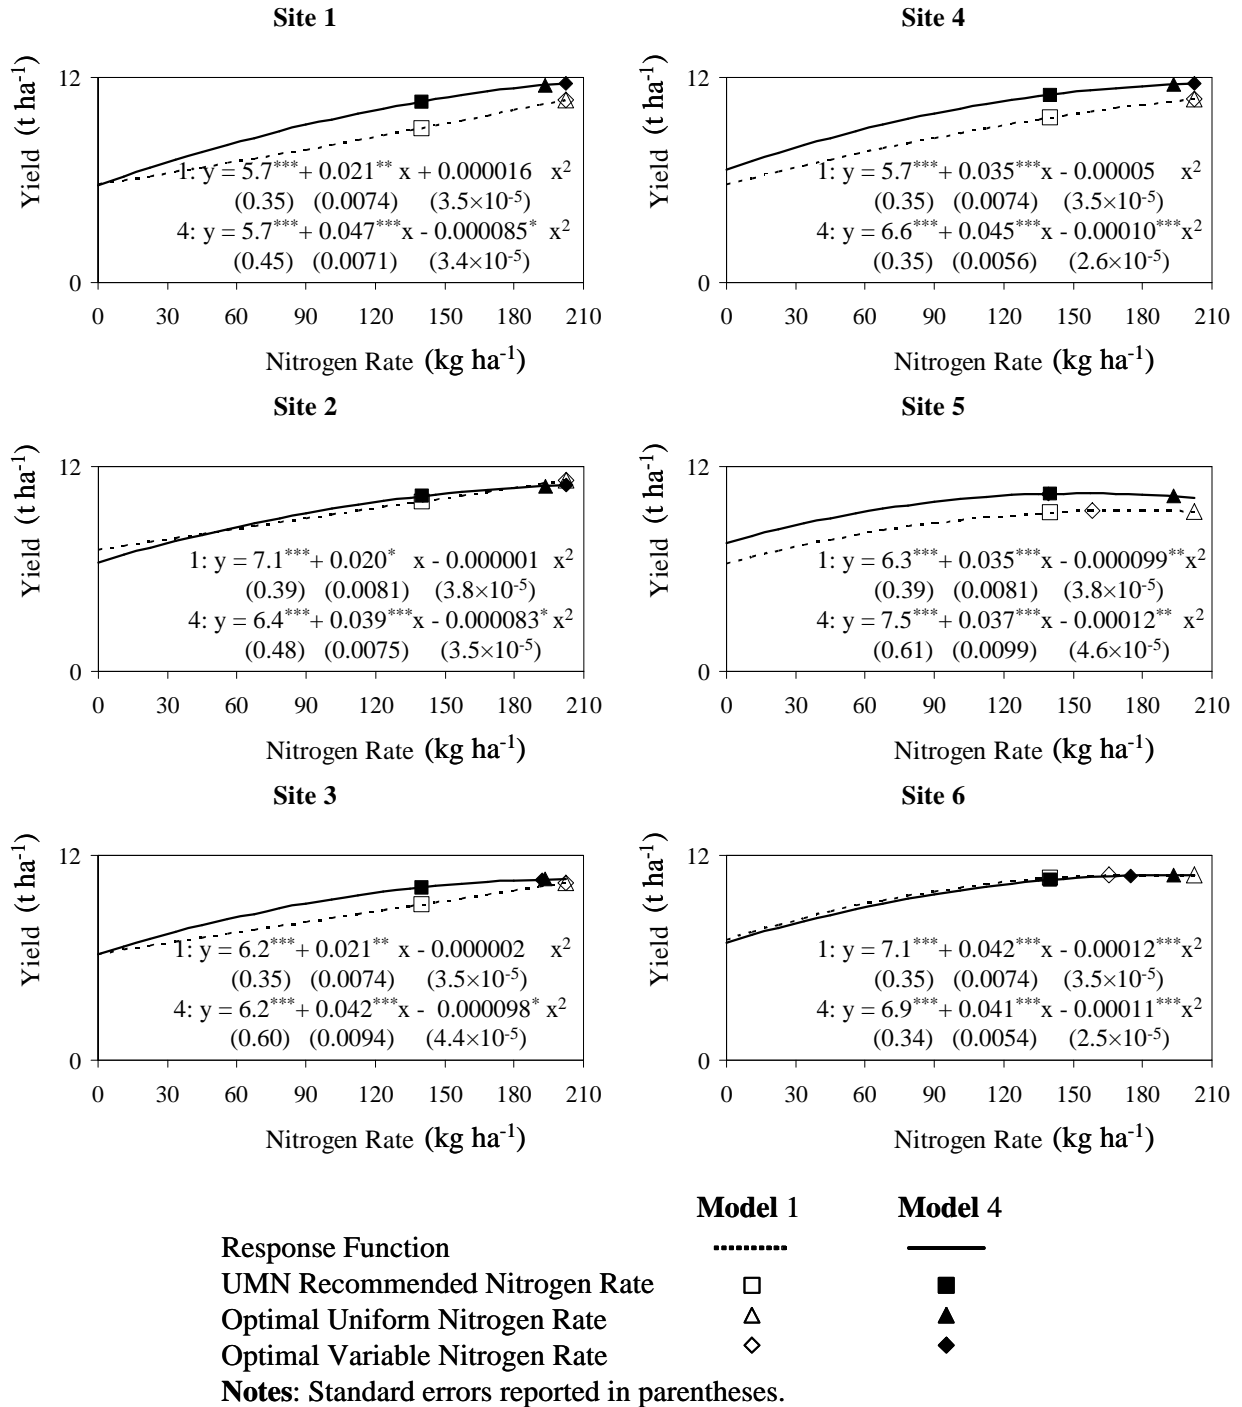 Site 1
Yield (t ha⁻¹)
12
1: y = 5.7***+ 0.021** x + 0.000016 x²
(0.35) (0.0074) (3.5×10⁻⁵)
4: y = 5.7***+ 0.047***x - 0.000085* x²
(0.45) (0.0071) (3.4×10⁻⁵)
0
0 30 60 90 120 150 180 210
Nitrogen Rate (kg ha⁻¹)
Site 4
Yield (t ha⁻¹)
12
1: y = 5.7***+ 0.035***x - 0.00005 x²
(0.35) (0.0074) (3.5×10⁻⁵)
4: y = 6.6***+ 0.045***x - 0.00010***x²
(0.35) (0.0056) (2.6×10⁻⁵)
0
0 30 60 90 120 150 180 210
Nitrogen Rate (kg ha⁻¹)
Site 2
Yield (t ha⁻¹)
12
1: y = 7.1***+ 0.020* x - 0.000001 x²
(0.39) (0.0081) (3.8×10⁻⁵)
4: y = 6.4***+ 0.039***x - 0.000083* x²
(0.48) (0.0075) (3.5×10⁻⁵)
0
0 30 60 90 120 150 180 210
Nitrogen Rate (kg ha⁻¹)
Site 5
Yield (t ha⁻¹)
12
1: y = 6.3***+ 0.035***x - 0.000099**x²
(0.39) (0.0081) (3.8×10⁻⁵)
4: y = 7.5***+ 0.037***x - 0.00012** x²
(0.61) (0.0099) (4.6×10⁻⁵)
0
0 30 60 90 120 150 180 210
Nitrogen Rate (kg ha⁻¹)
Site 3
Yield (t ha⁻¹)
12
1: y = 6.2***+ 0.021** x - 0.000002 x²
(0.35) (0.0074) (3.5×10⁻⁵)
4: y = 6.2***+ 0.042***x - 0.000098* x²
(0.60) (0.0094) (4.4×10⁻⁵)
0
0 30 60 90 120 150 180 210
Nitrogen Rate (kg ha⁻¹)
Site 6
Yield (t ha⁻¹)
12
1: y = 7.1***+ 0.042***x - 0.00012***x²
(0.35) (0.0074) (3.5×10⁻⁵)
4: y = 6.9***+ 0.041***x - 0.00011***x²
(0.34) (0.0054) (2.5×10⁻⁵)
0
0 30 60 90 120 150 180 210
Nitrogen Rate (kg ha⁻¹)
Model 1 Model 4
Response Function
UMN Recommended Nitrogen Rate
Optimal Uniform Nitrogen Rate
Optimal Variable Nitrogen Rate
Notes: Standard errors reported in parentheses.